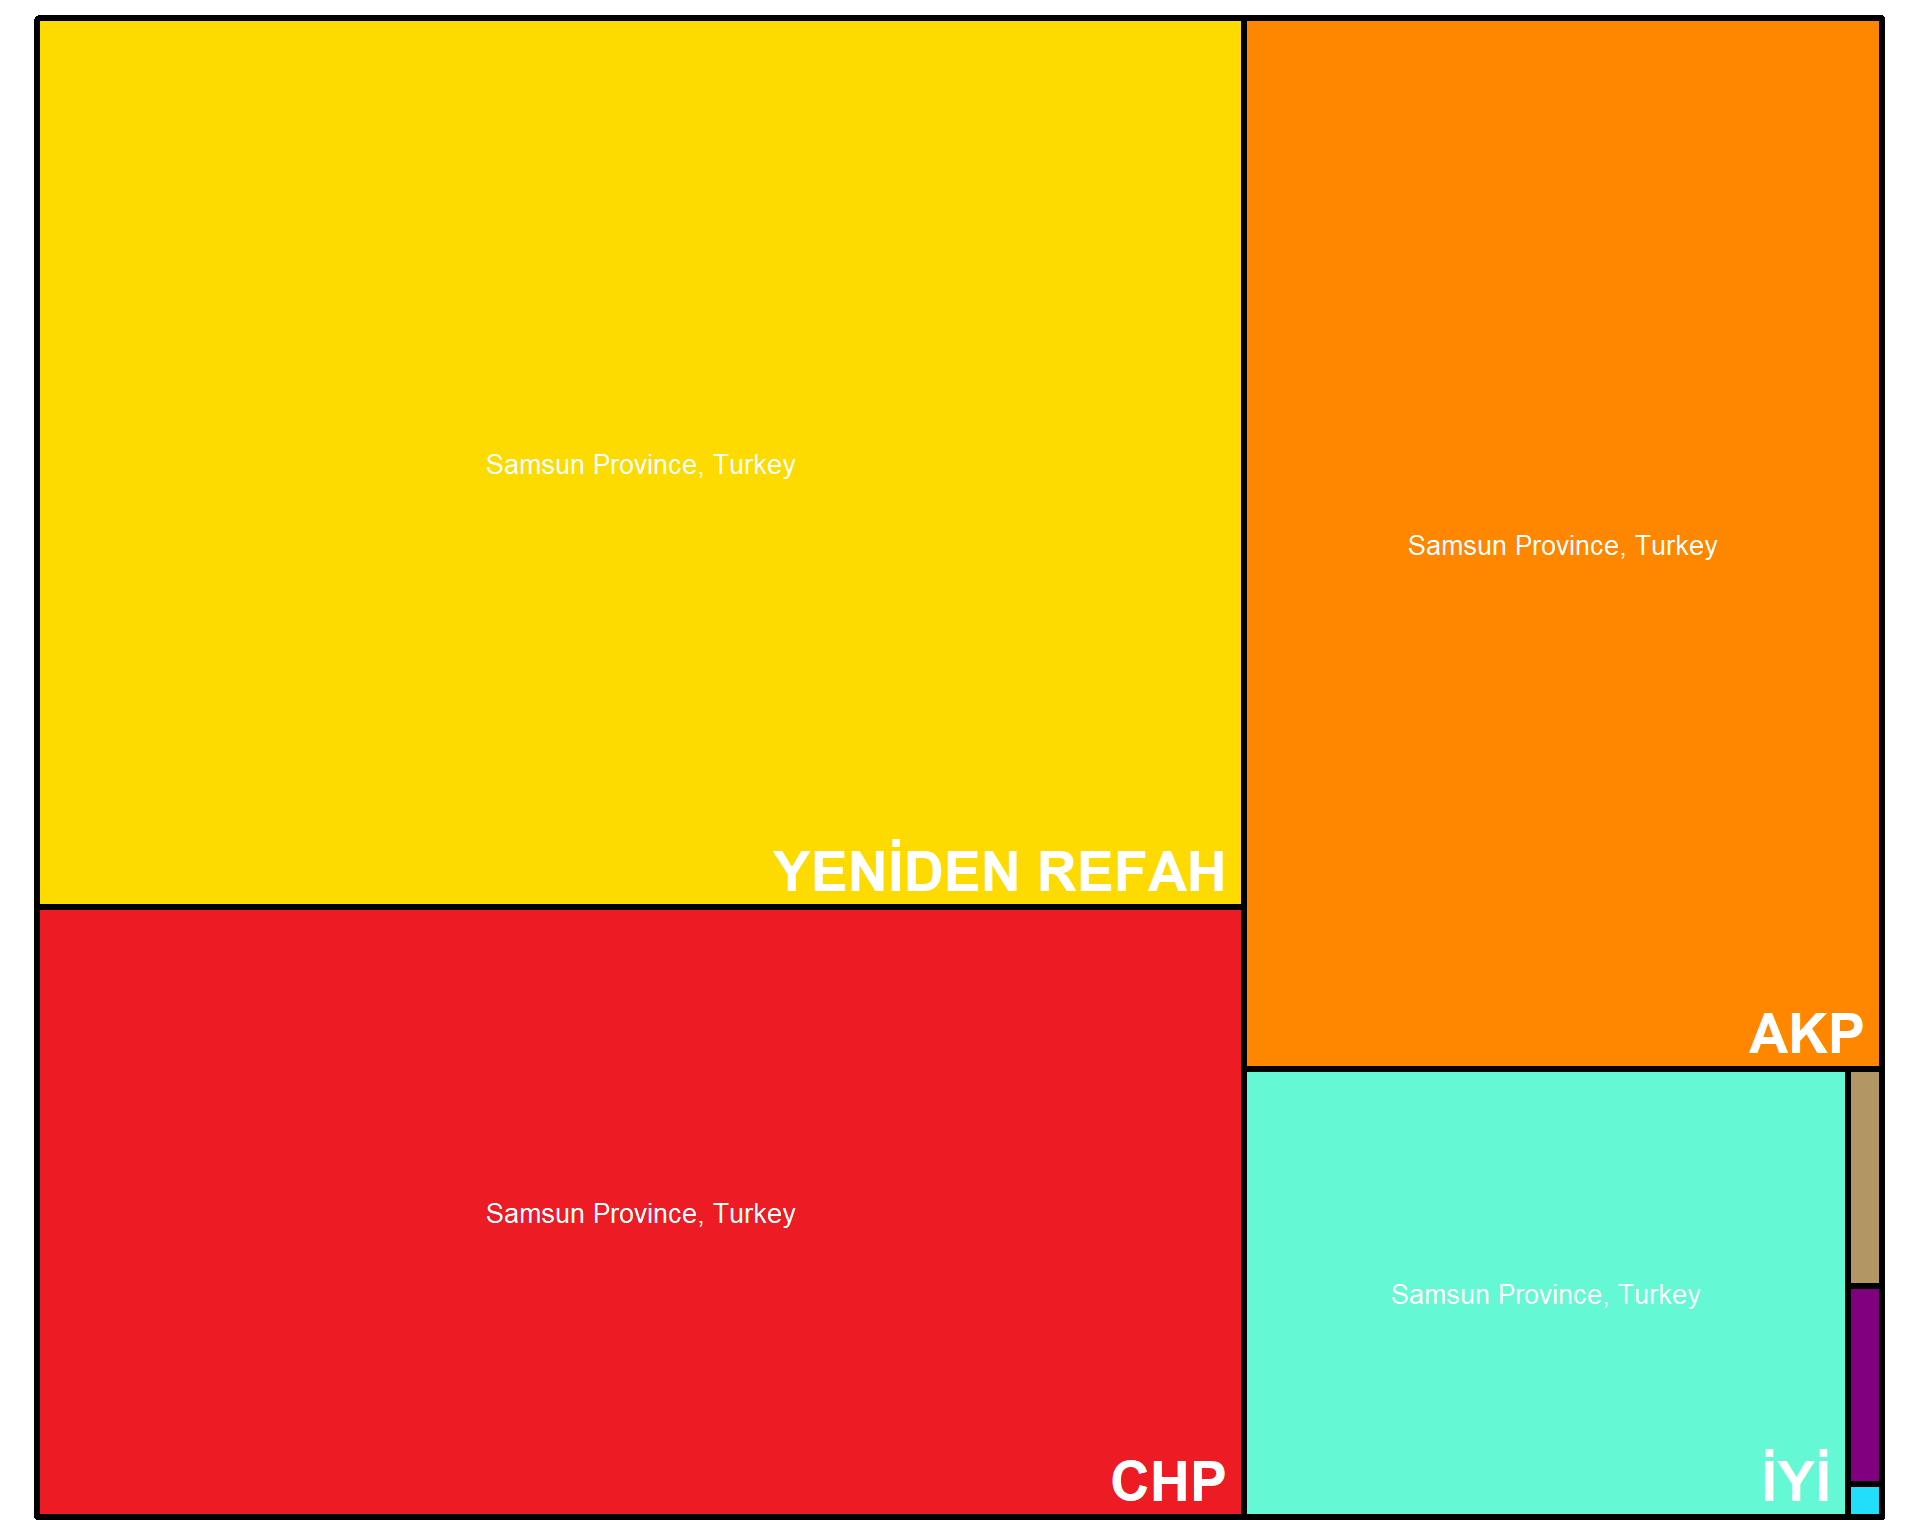 Samsun Province, Turkey
YENİDEN REFAH
Samsun Province, Turkey
AKP
Samsun Province, Turkey
CHP
Samsun Province, Turkey
İYİ